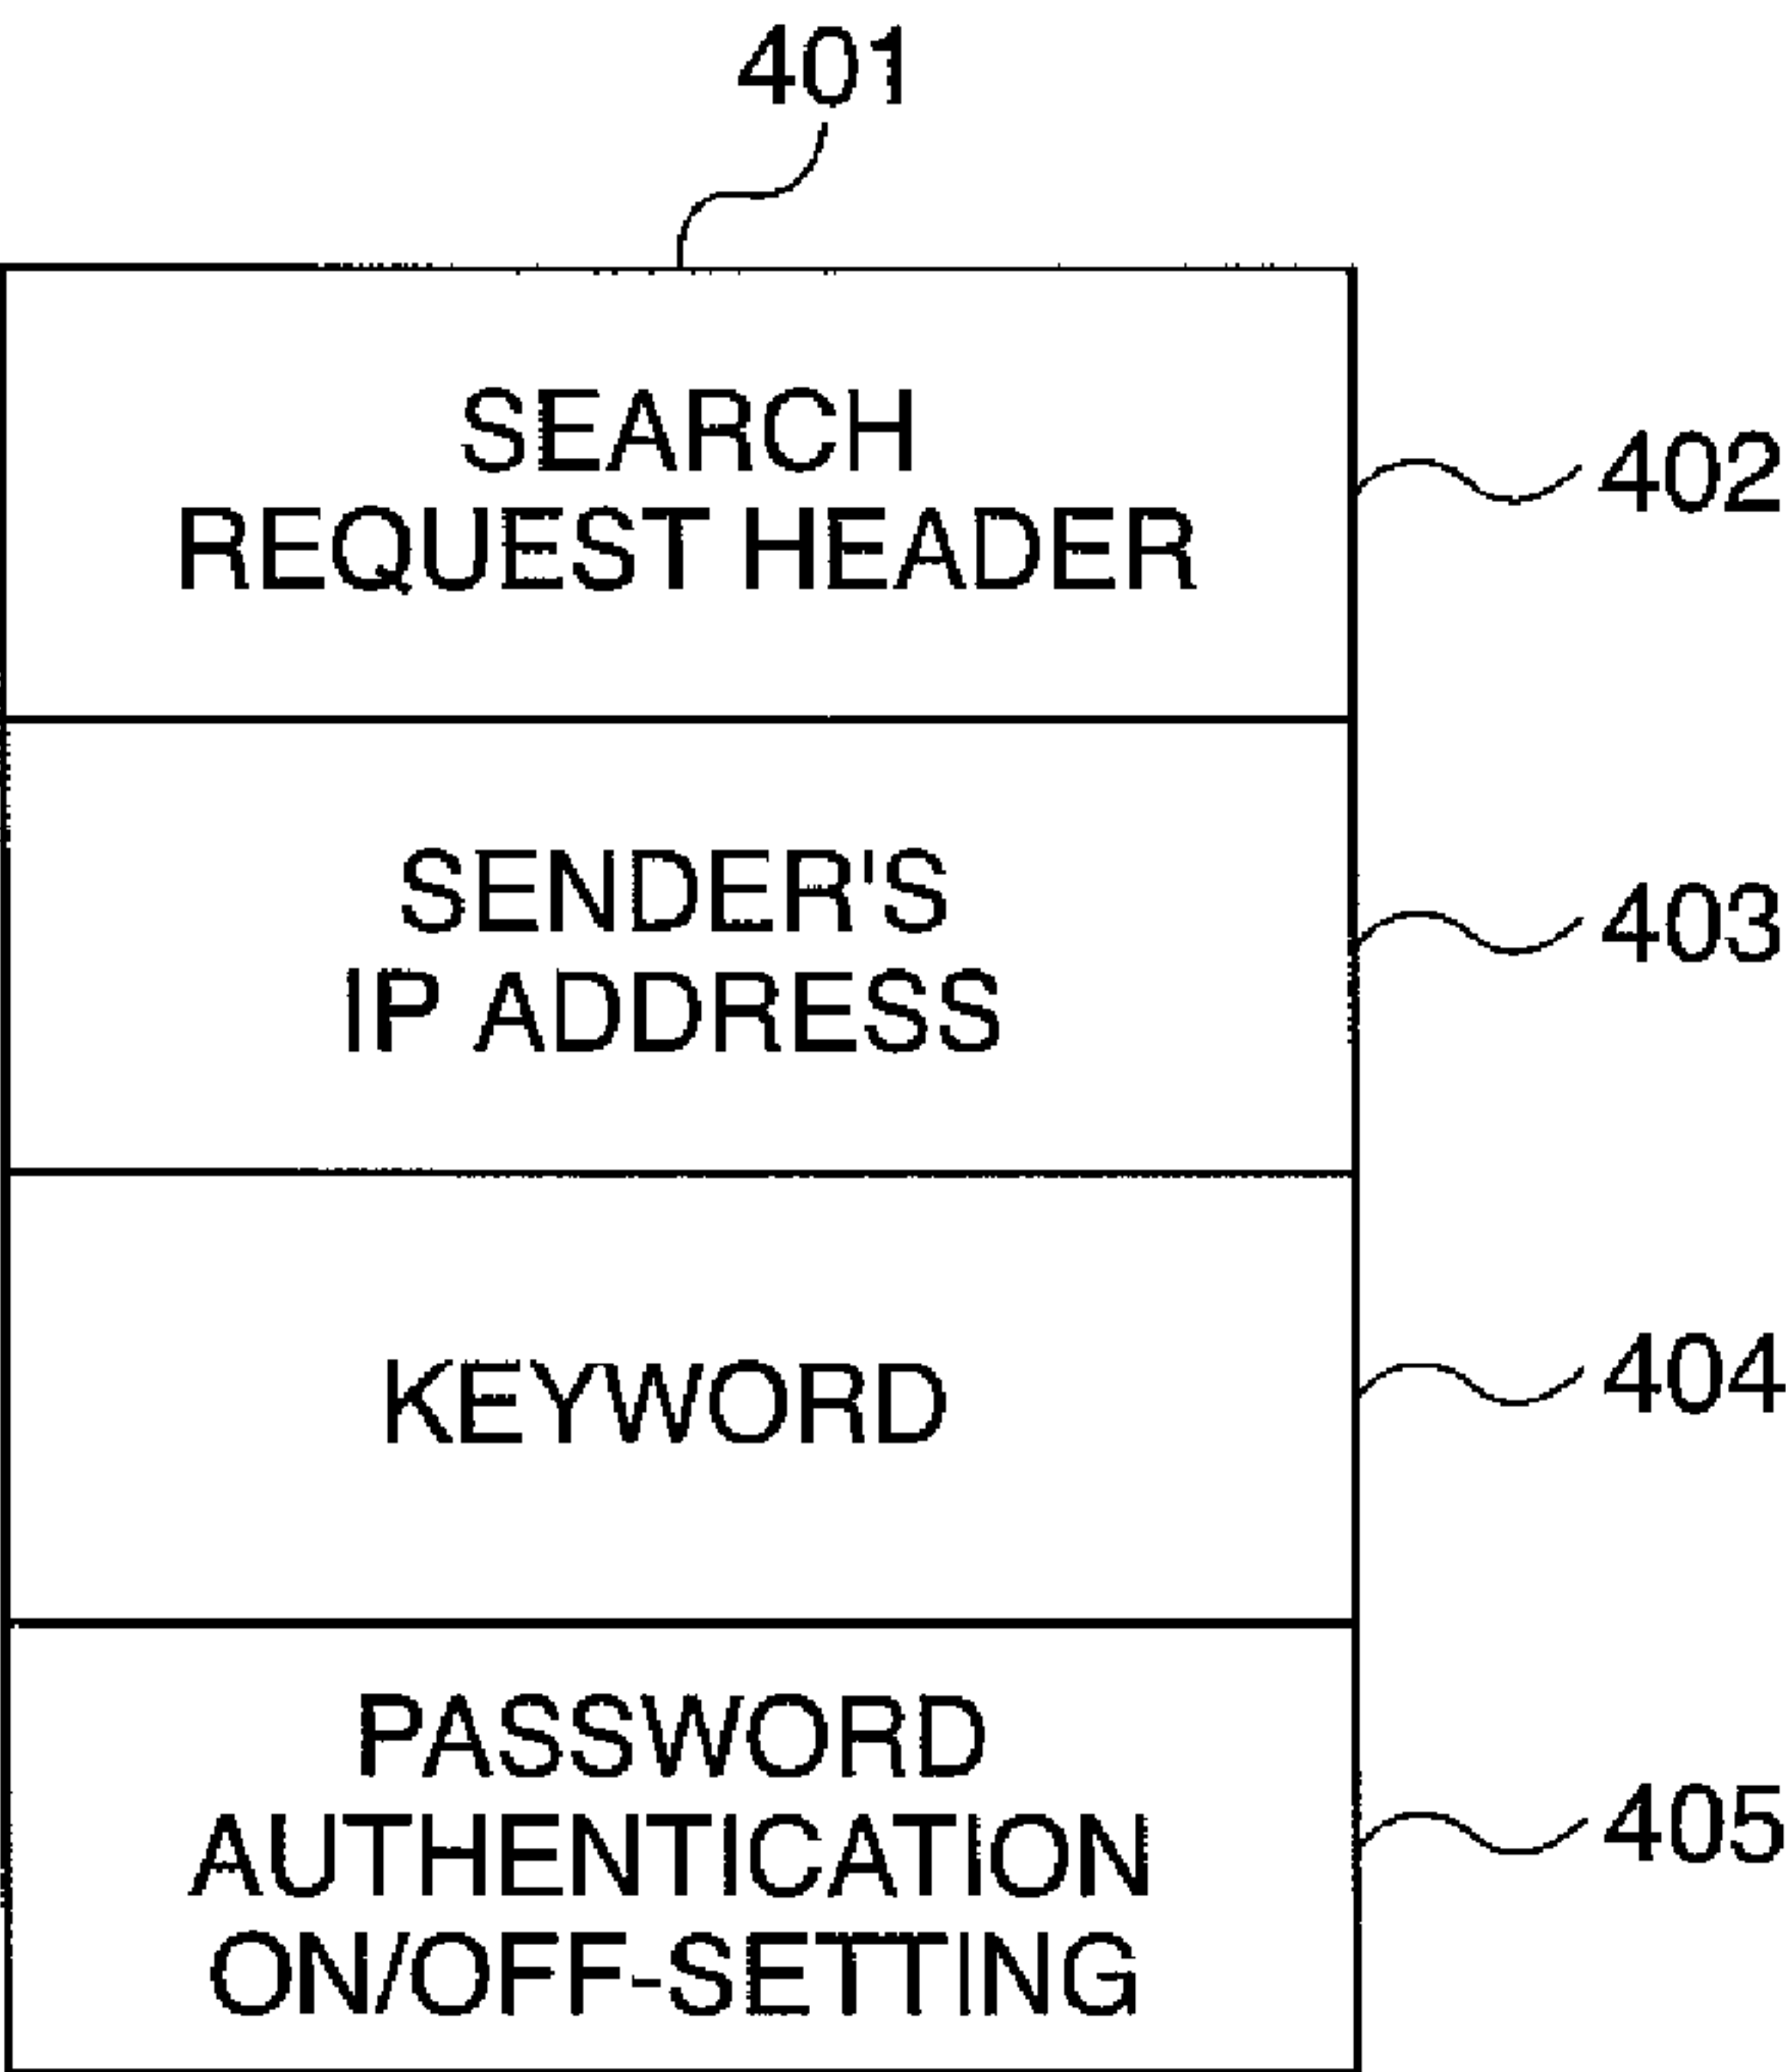 401
SEARCH
REQUEST HEADER
402
SENDER'S
IP ADDRESS
403
KEYWORD
404
PASSWORD
AUTHENTICATION
ON/OFF-SETTING
405